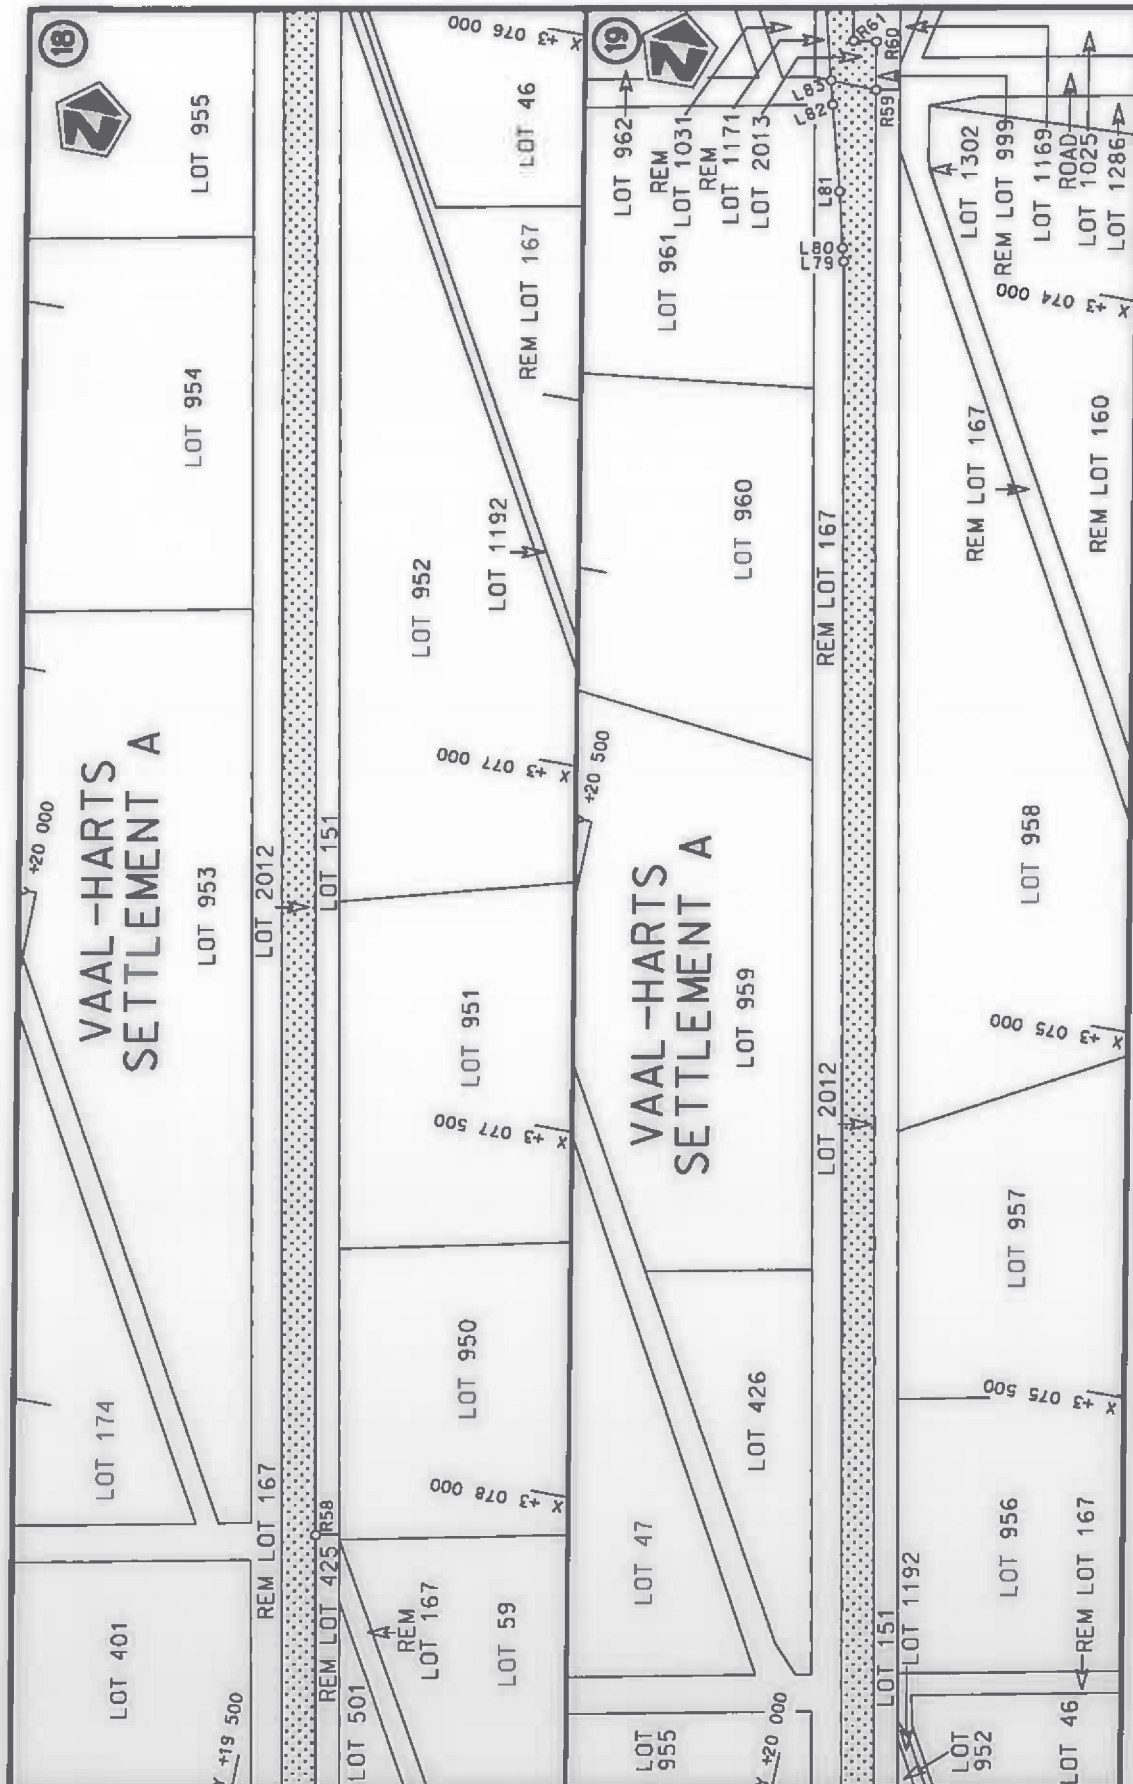 18
N
LOT 955
LOT 954
LOT 953
VAAL-HARTS
SETTLEMENT A
Y +20 000
LOT 174
LOT 401
Y +19 500
REM LOT 167
LOT 2012
LOT 151
REM LOT 425
R58
LOT 501
REM
LOT 167
LOT 59
LOT 950
LOT 951
LOT 952
LOT 1192
REM LOT 167
LOT 46
X +3 076 000
X +3 077 000
X +3 077 500
X +3 078 000
19
N
LOT 962
REM
LOT 1031
REM
LOT 1171
LOT 2013
LOT 961
LOT 960
LOT 959
VAAL-HARTS
SETTLEMENT A
Y +20 500
LOT 426
LOT 47
LOT
955
Y +20 000
L83
L82
L81
L80
L79
R61
R60
R59
REM LOT 167
LOT 2012
LOT 151
LOT 1192
LOT 1302
REM LOT 999
LOT 1169
ROAD
LOT 1025
LOT 1286
X +3 074 000
REM LOT 167
REM LOT 160
LOT 958
X +3 075 000
LOT 957
X +3 075 500
LOT 956
REM LOT 167
LOT
952
LOT 46